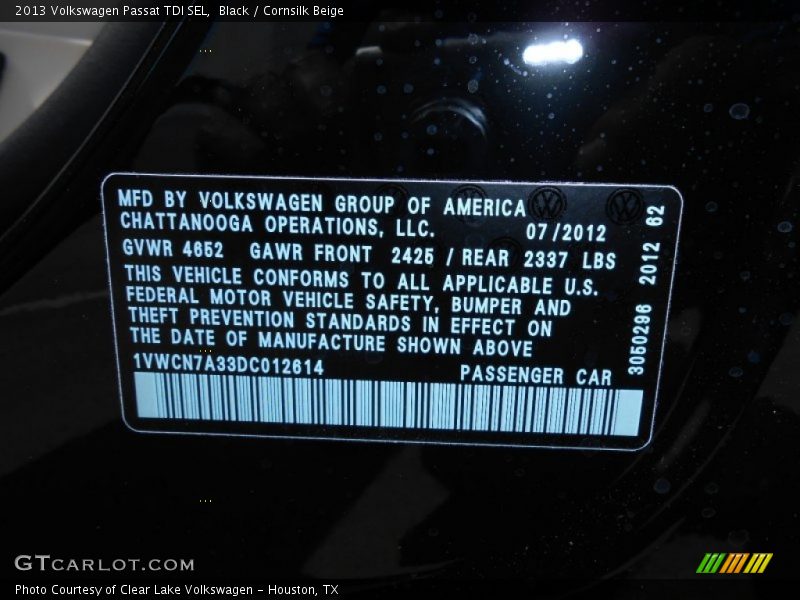 2013 Volkswagen Passat TDI SEL, Black / Cornsilk Beige
MFD BY VOLKSWAGEN GROUP OF AMERICA
CHATTANOOGA OPERATIONS, LLC. 07/2012
GVWR 4652 GAWR FRONT 2425 / REAR 2337 LBS
THIS VEHICLE CONFORMS TO ALL APPLICABLE U.S.
FEDERAL MOTOR VEHICLE SAFETY, BUMPER AND
THEFT PREVENTION STANDARDS IN EFFECT ON
THE DATE OF MANUFACTURE SHOWN ABOVE
1VWCN7A33DC012614 PASSENGER CAR
3050296 2012 62
GTCARLOT.COM
Photo Courtesy of Clear Lake Volkswagen - Houston, TX